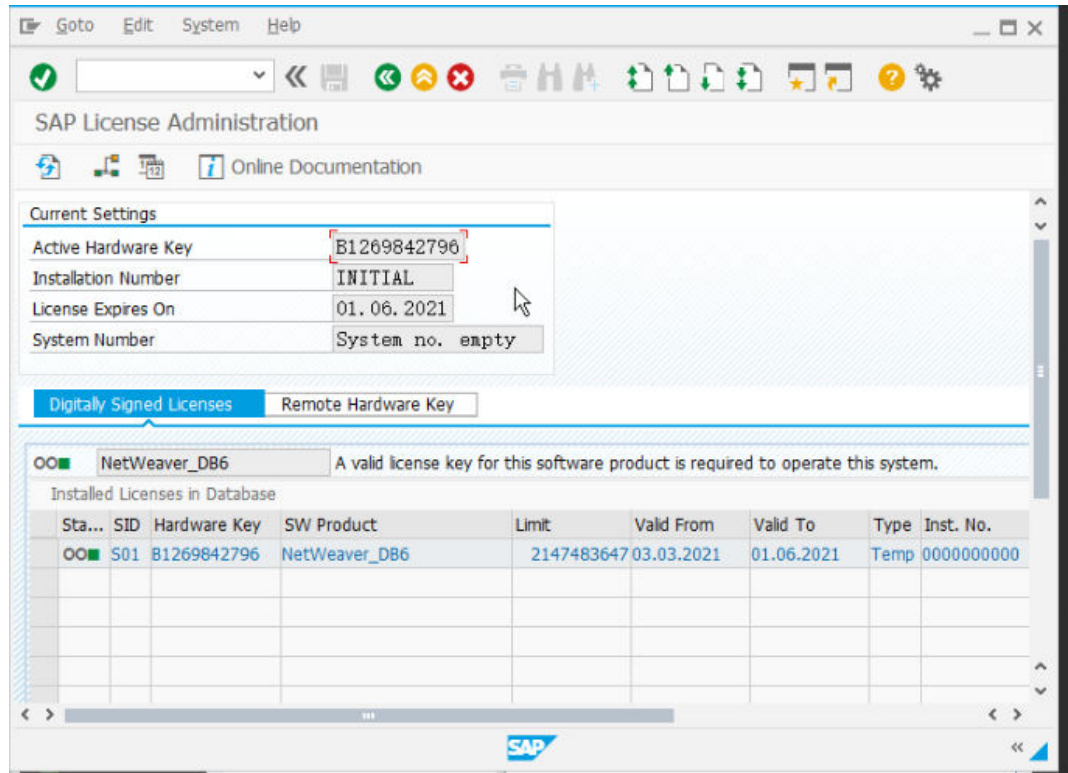 Goto Edit System Help
SAP License Administration
Online Documentation
Current Settings
Active Hardware Key B1269842796
Installation Number INITIAL
License Expires On 01.06.2021
System Number System no. empty
Digitally Signed Licenses Remote Hardware Key
NetWeaver_DB6 A valid license key for this software product is required to operate this system.
Installed Licenses in Database
Sta... SID Hardware Key SW Product Limit Valid From Valid To Type Inst. No.
S01 B1269842796 NetWeaver_DB6 2147483647 03.03.2021 01.06.2021 Temp 0000000000
SAP